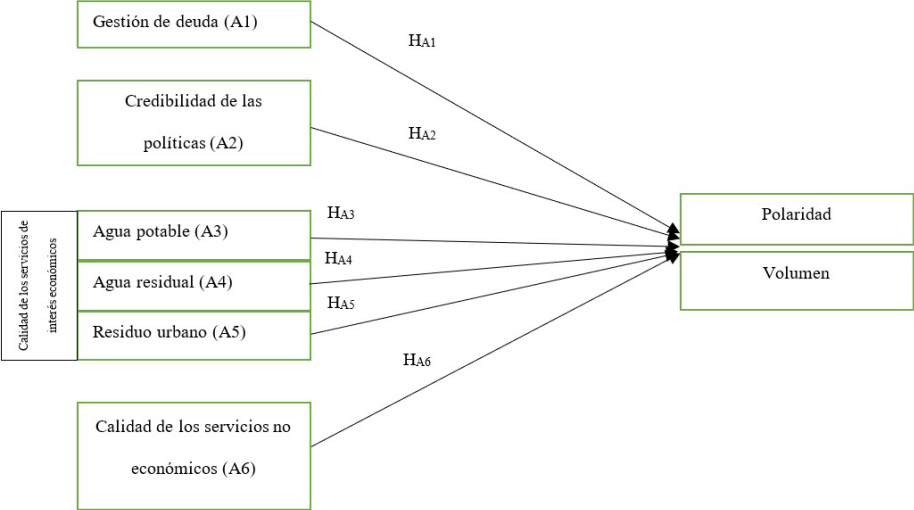 Gestión de deuda (A1)
HA1
Credibilidad de las
políticas (A2)
HA2
Calidad de los servicios de
interés económicos
Agua potable (A3)
HA3
Agua residual (A4)
HA4
Residuo urbano (A5)
HA5
Calidad de los servicios no
económicos (A6)
HA6
Polaridad
Volumen